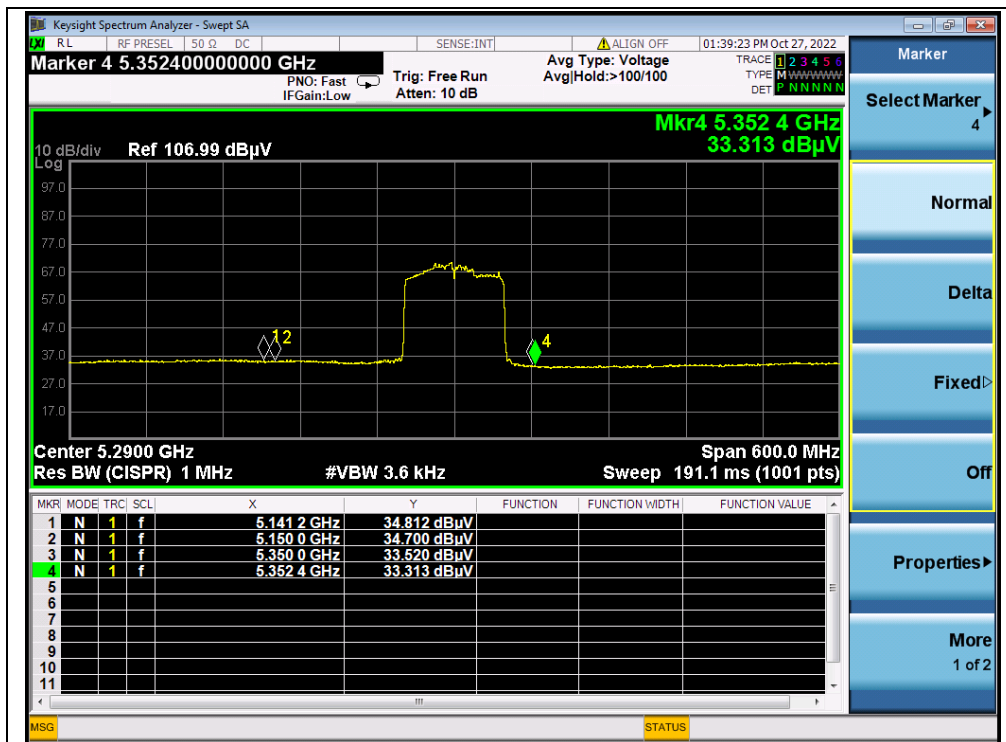 Keysight Spectrum Analyzer - Swept SA
LXI RL RF PRESEL 50 Ω DC SENSE:INT ALIGN OFF 01:39:23 PM Oct 27, 2022
Marker 4 5.352400000000 GHz
PNO: Fast
IFGain:Low
Trig: Free Run
Atten: 10 dB
Avg Type: Voltage
Avg|Hold:>100/100
TRACE 1 2 3 4 5 6
TYPE M WWWWW
DET P N N N N N
Mkr4 5.352 4 GHz
33.313 dBµV
10 dB/div Ref 106.99 dBµV
Log
97.0
87.0
77.0
67.0
57.0
47.0
37.0
27.0
17.0
1 2
4
Center 5.2900 GHz Span 600.0 MHz
Res BW (CISPR) 1 MHz #VBW 3.6 kHz Sweep 191.1 ms (1001 pts)
MKR MODE TRC SCL X Y FUNCTION FUNCTION WIDTH FUNCTION VALUE
1 N 1 f 5.141 2 GHz 34.812 dBµV
2 N 1 f 5.150 0 GHz 34.700 dBµV
3 N 1 f 5.350 0 GHz 33.520 dBµV
4 N 1 f 5.352 4 GHz 33.313 dBµV
5
6
7
8
9
10
11
MSG STATUS
Marker
Select Marker
4
Normal
Delta
Fixed
Off
Properties
More
1 of 2